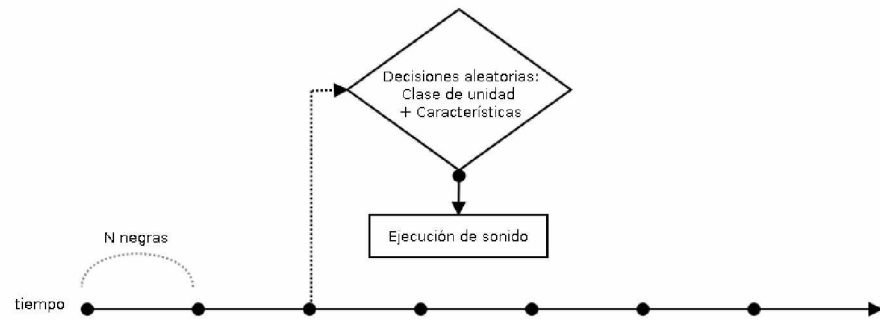 Decisiones aleatorias:
Clase de unidad
+ Características
Ejecución de sonido
N negras
tiempo